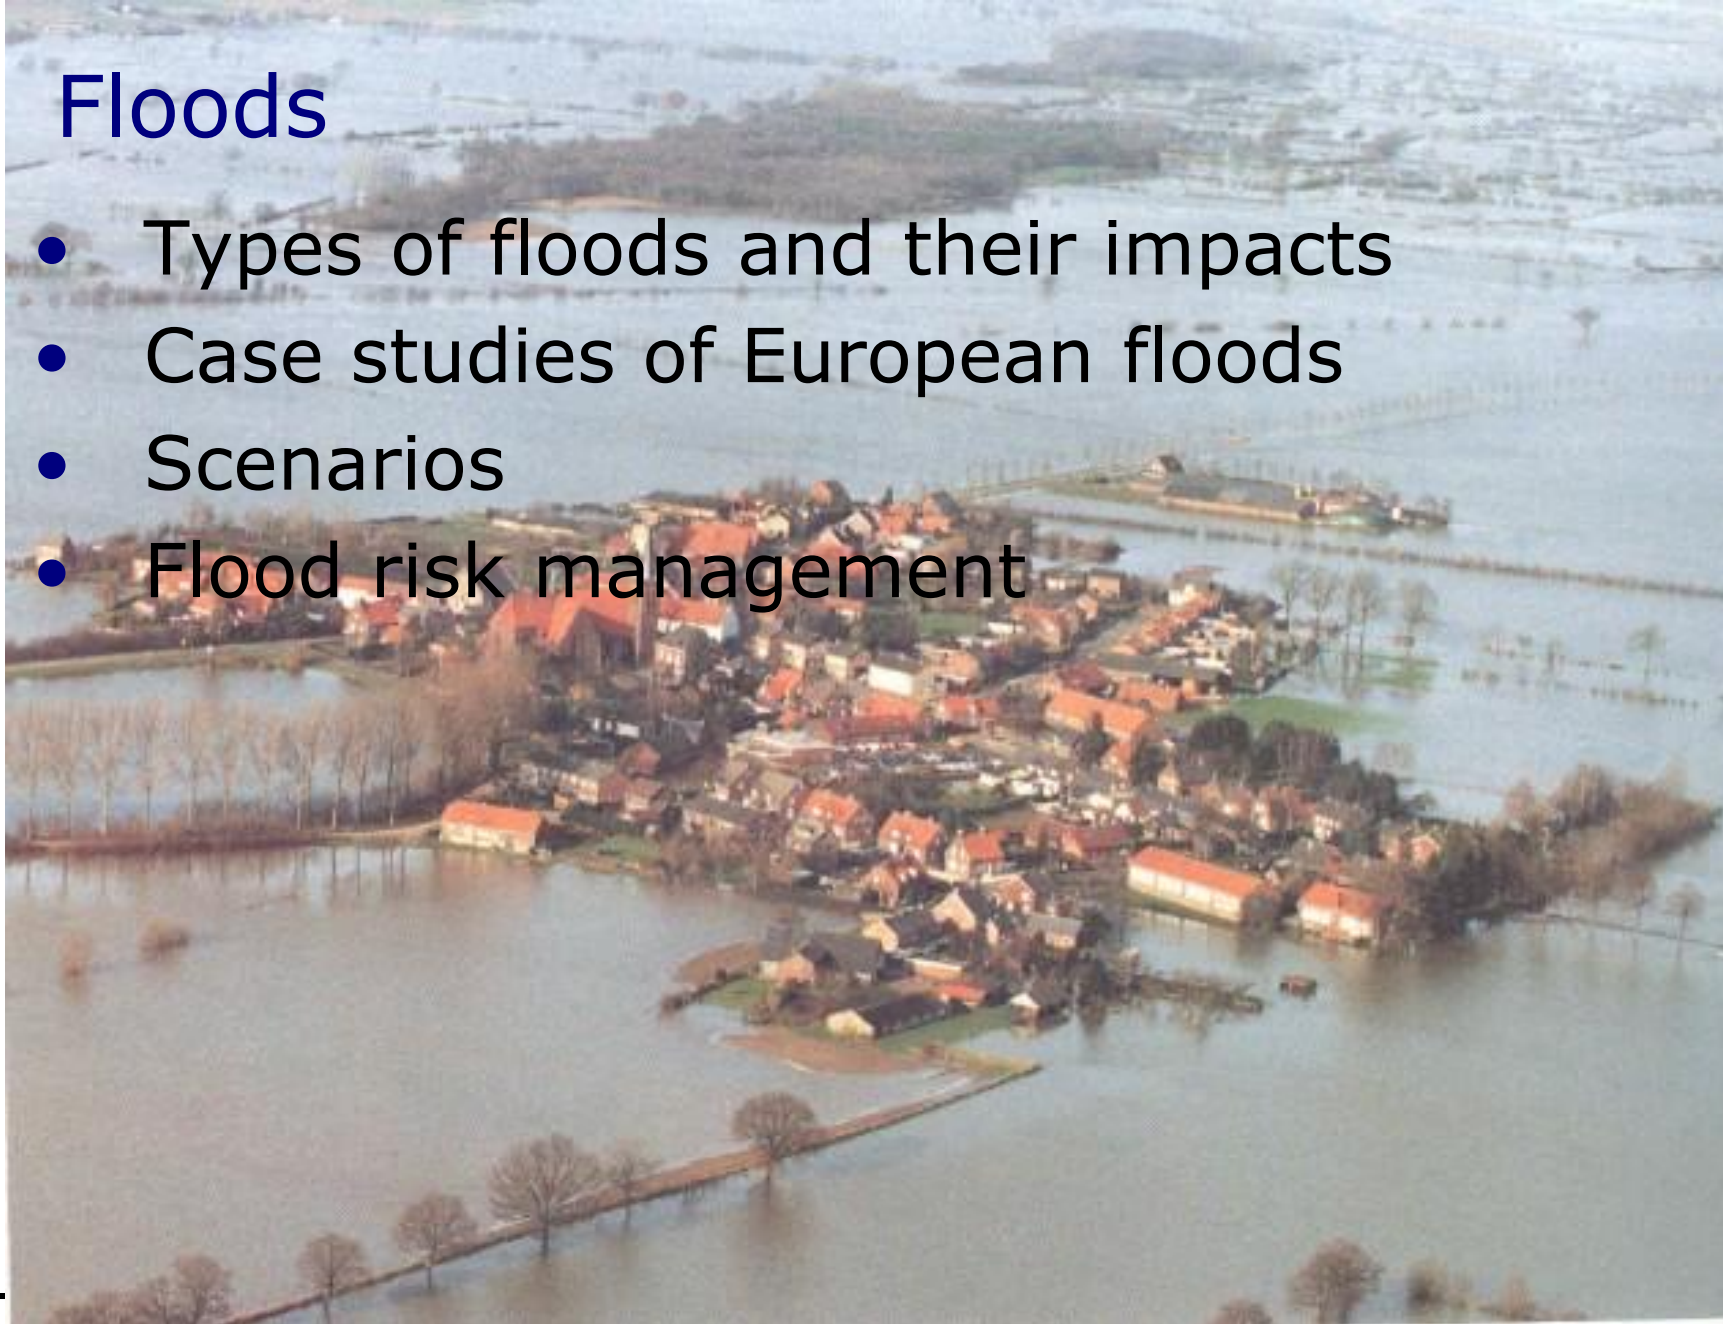 Floods
• Types of floods and their impacts
• Case studies of European floods
• Scenarios
• Flood risk management